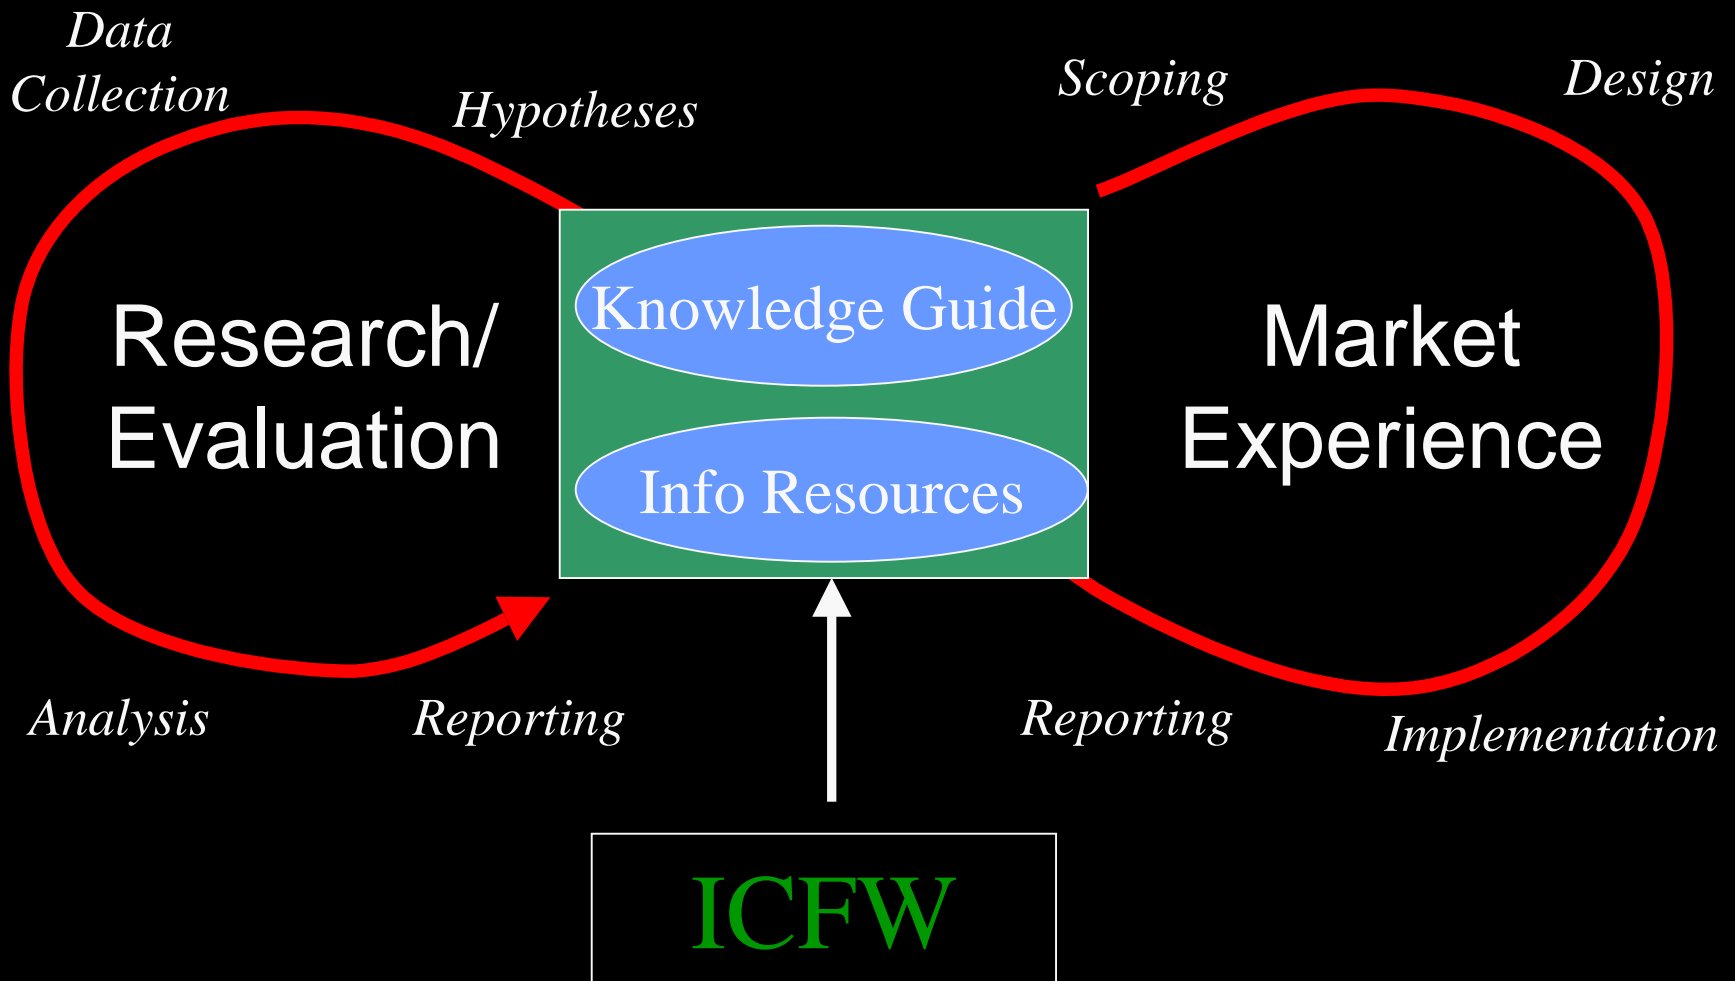 Data
Collection
Hypotheses
Scoping
Design
Research/
Evaluation
Knowledge Guide
Info Resources
Market
Experience
Analysis
Reporting
Reporting
Implementation
ICFW